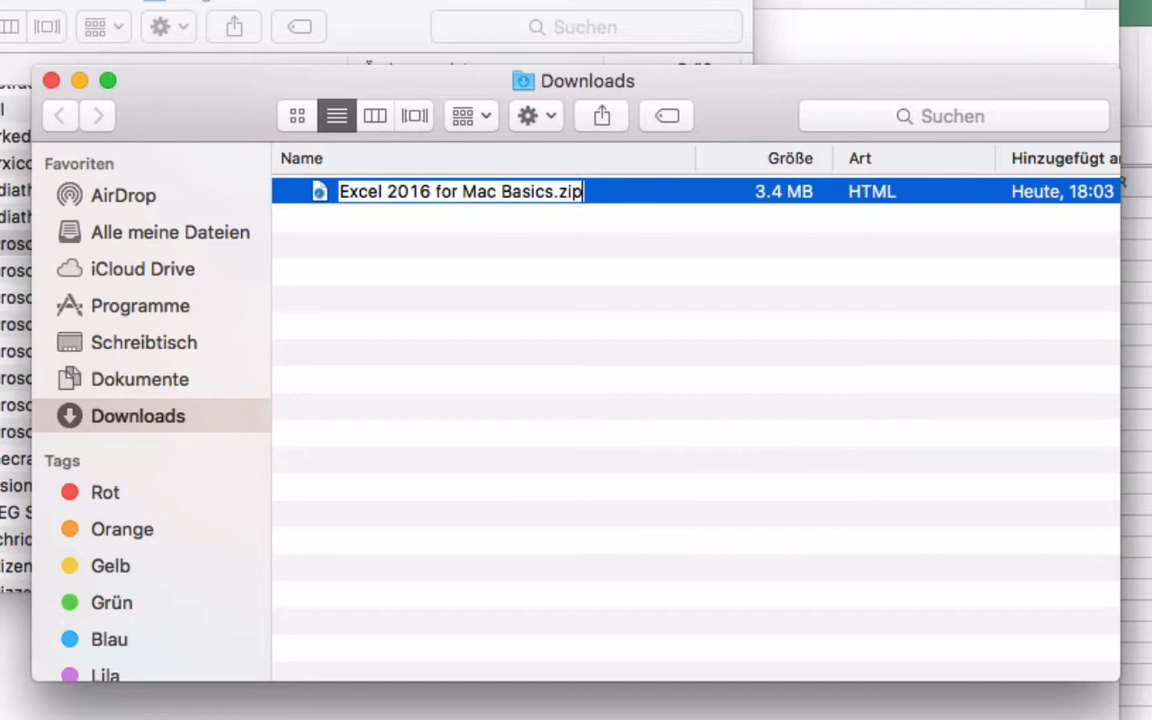 Suchen
Downloads
Suchen
Favoriten
AirDrop
Alle meine Dateien
iCloud Drive
Programme
Schreibtisch
Dokumente
Downloads
Tags
Rot
Orange
Gelb
Grün
Blau
Lila
Name Größe Art Hinzugefügt a
Excel 2016 for Mac Basics.zip 3.4 MB HTML Heute, 18:03